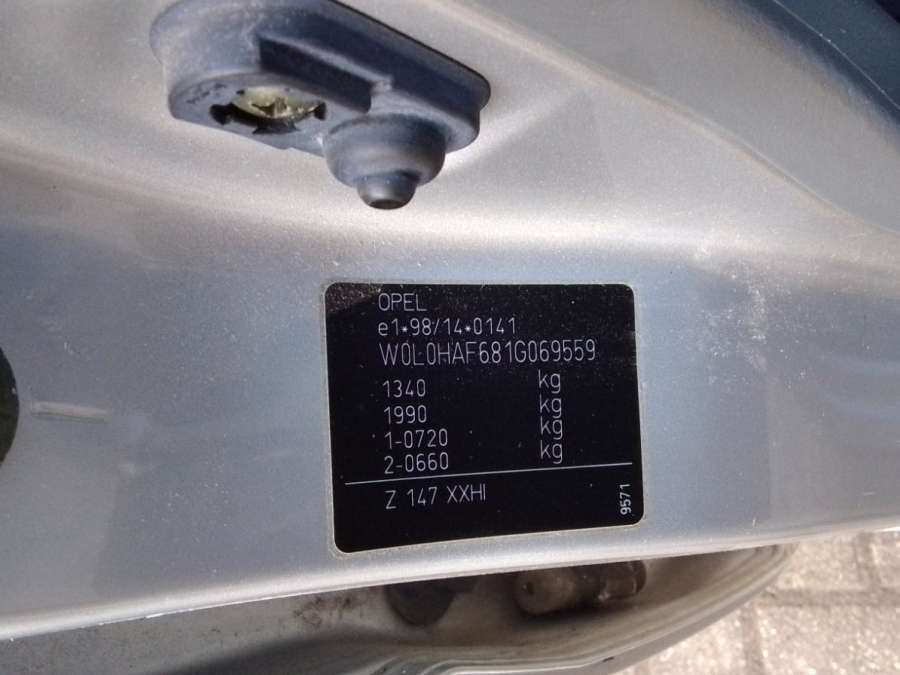 OPEL
e1*98/14*0141
W0L0HAF681G069559
1340 kg
1990 kg
1-0720 kg
2-0660 kg
Z 147 XXHI
9571